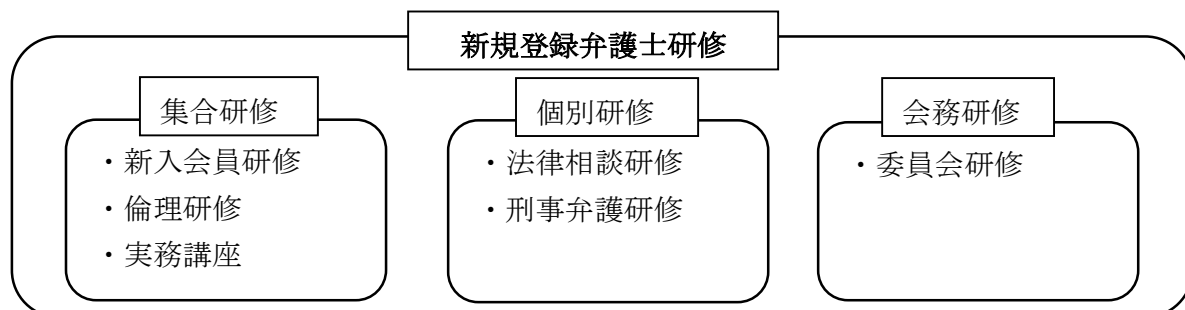 新規登録弁護士研修
集合研修
・新入会員研修
・倫理研修
・実務講座
個別研修
・法律相談研修
・刑事弁護研修
会務研修
・委員会研修